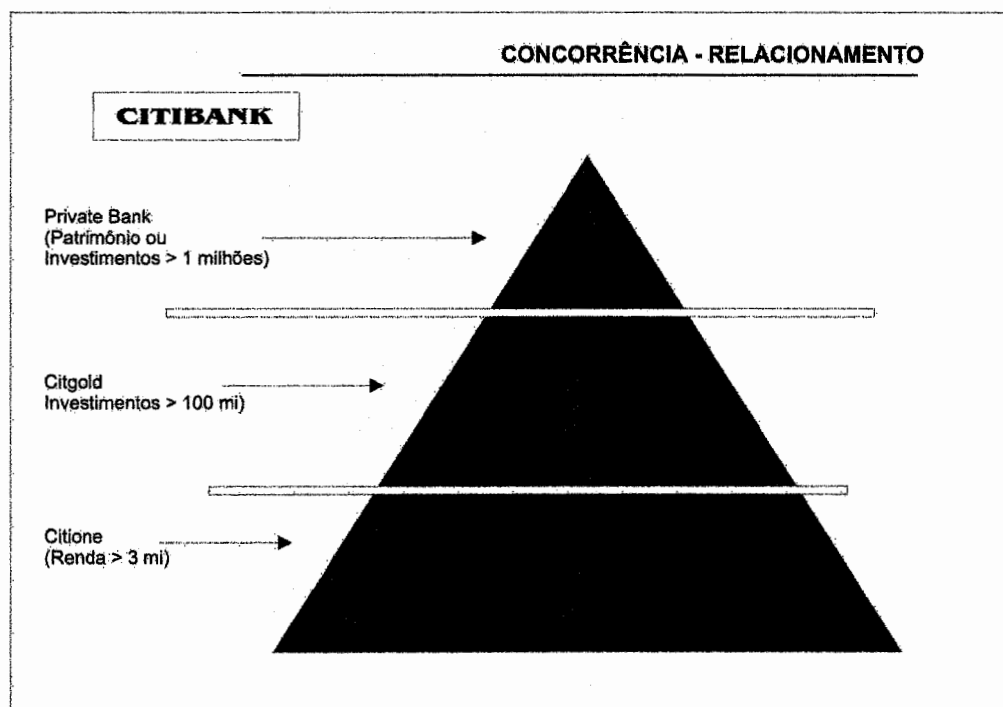 CONCORRÊNCIA - RELACIONAMENTO
CITIBANK
Private Bank
(Patrimônio ou
Investimentos > 1 milhões)
Citgold
Investimentos > 100 mi)
Citione
(Renda > 3 mi)